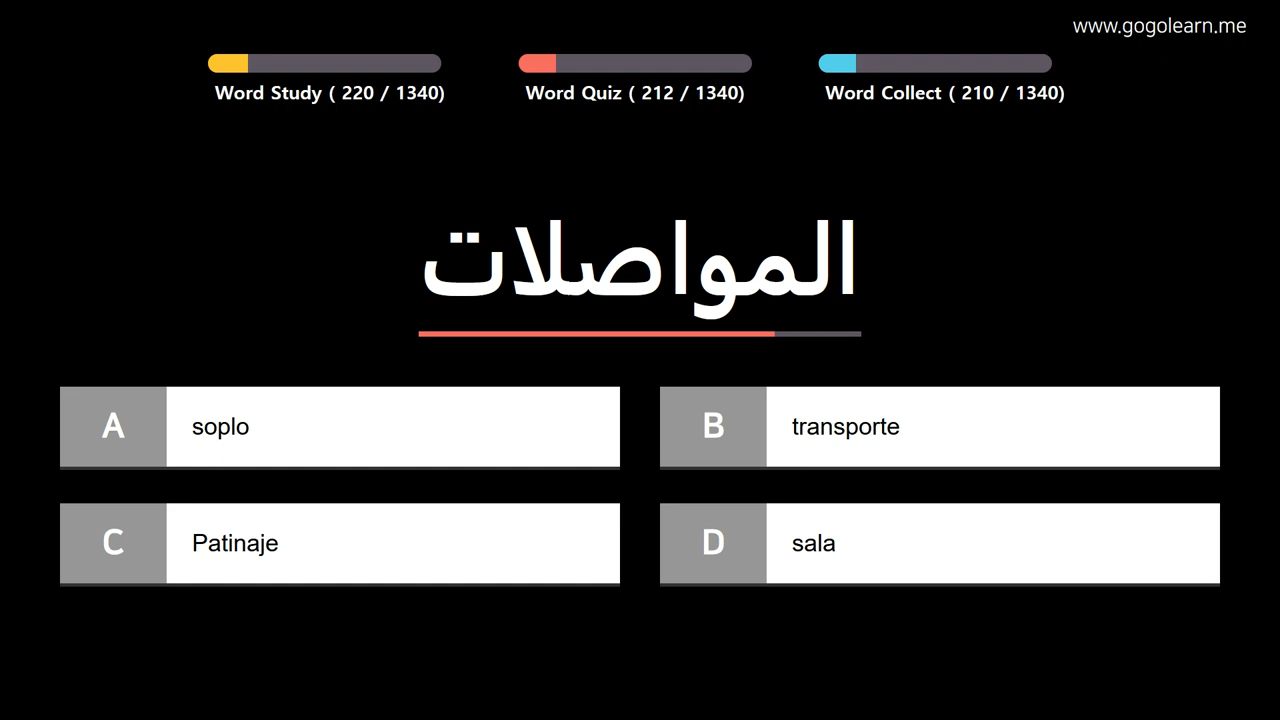 www.gogolearn.me
Word Study ( 220 / 1340)
Word Quiz ( 212 / 1340)
Word Collect ( 210 / 1340)
المواصلات
A soplo
B transporte
C Patinaje
D sala